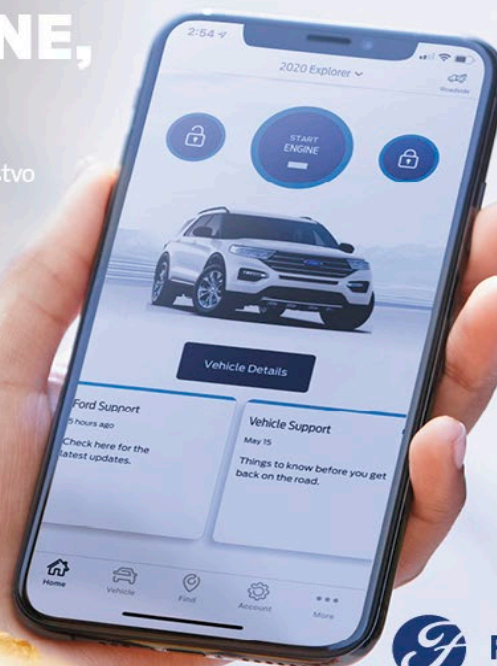 NE,
tvo
2:54
2020 Explorer
Roadside
START
ENGINE
Vehicle Details
Ford Support
5 hours ago
Check here for the
latest updates.
Vehicle Support
May 15
Things to know before you get
back on the road.
Home
Vehicle
Find
Account
More